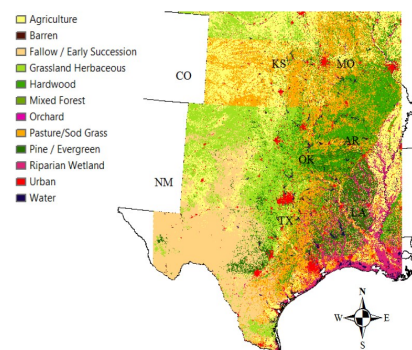 Agriculture
Barren
Fallow / Early Succession
Grassland Herbaceous
Hardwood
Mixed Forest
Orchard
Pasture/Sod Grass
Pine / Evergreen
Riparian Wetland
Urban
Water
KS
MO
CO
AR
OK
NM
LA
TX
N
W
E
S